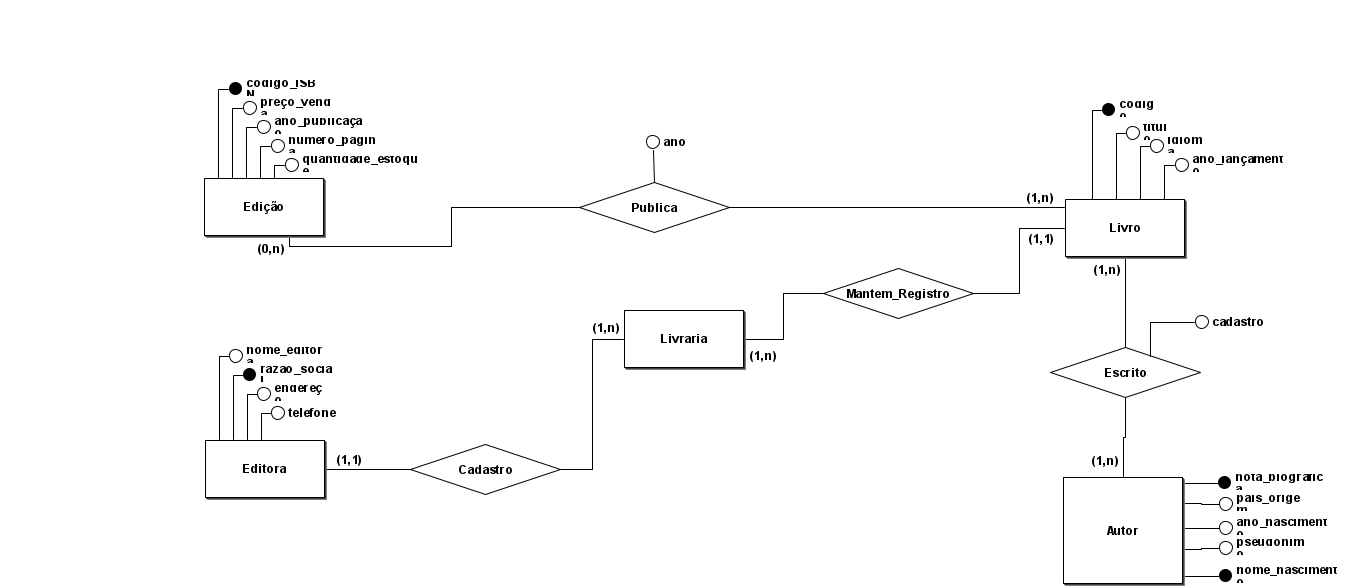 codigo_ISB
N
preço_vend
a
ano_publicaçã
o
numero_pagin
a
quantidade_estoqu
e
Edição
(0,n)
ano
Publica
(1,n)
codig
o
titul
o
idiom
a
ano_lançament
o
Livro
(1,1)
(1,n)
Mantem_Registro
(1,n)
Livraria
(1,n)
cadastro
Escrito
nome_editor
a
razao_socia
l
endereç
o
telefone
Editora
(1,1)
Cadastro
(1,n)
Autor
nota_biografic
a
pais_orige
m
ano_nasciment
o
pseudonim
o
nome_nasciment
o